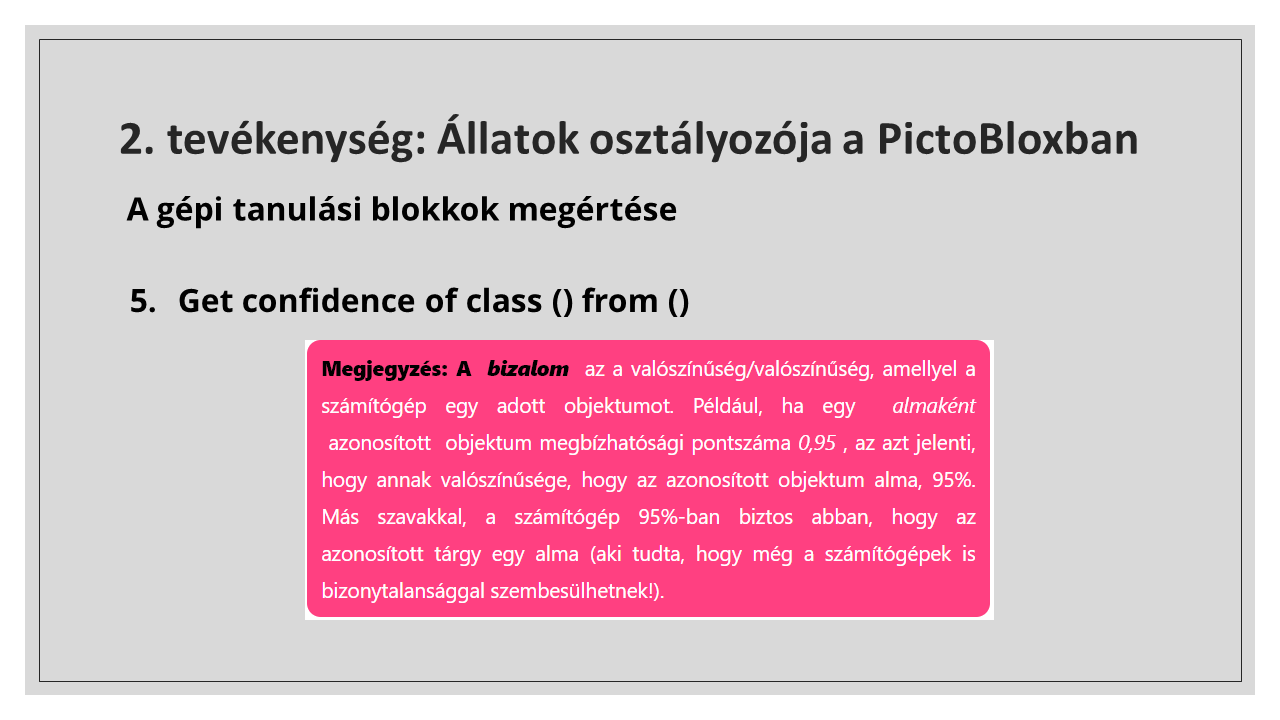 2. tevékenység: Állatok osztályozója a PictoBloxban
A gépi tanulási blokkok megértése
5. Get confidence of class () from ()
Megjegyzés: A bizalom az a valószínűség/valószínűség, amellyel a
számítógép egy adott objektumot. Például, ha egy almaként
azonosított objektum megbízhatósági pontszáma 0,95 , az azt jelenti,
hogy annak valószínűsége, hogy az azonosított objektum alma, 95%.
Más szavakkal, a számítógép 95%-ban biztos abban, hogy az
azonosított tárgy egy alma (aki tudta, hogy még a számítógépek is
bizonytalansággal szembesülhetnek!).